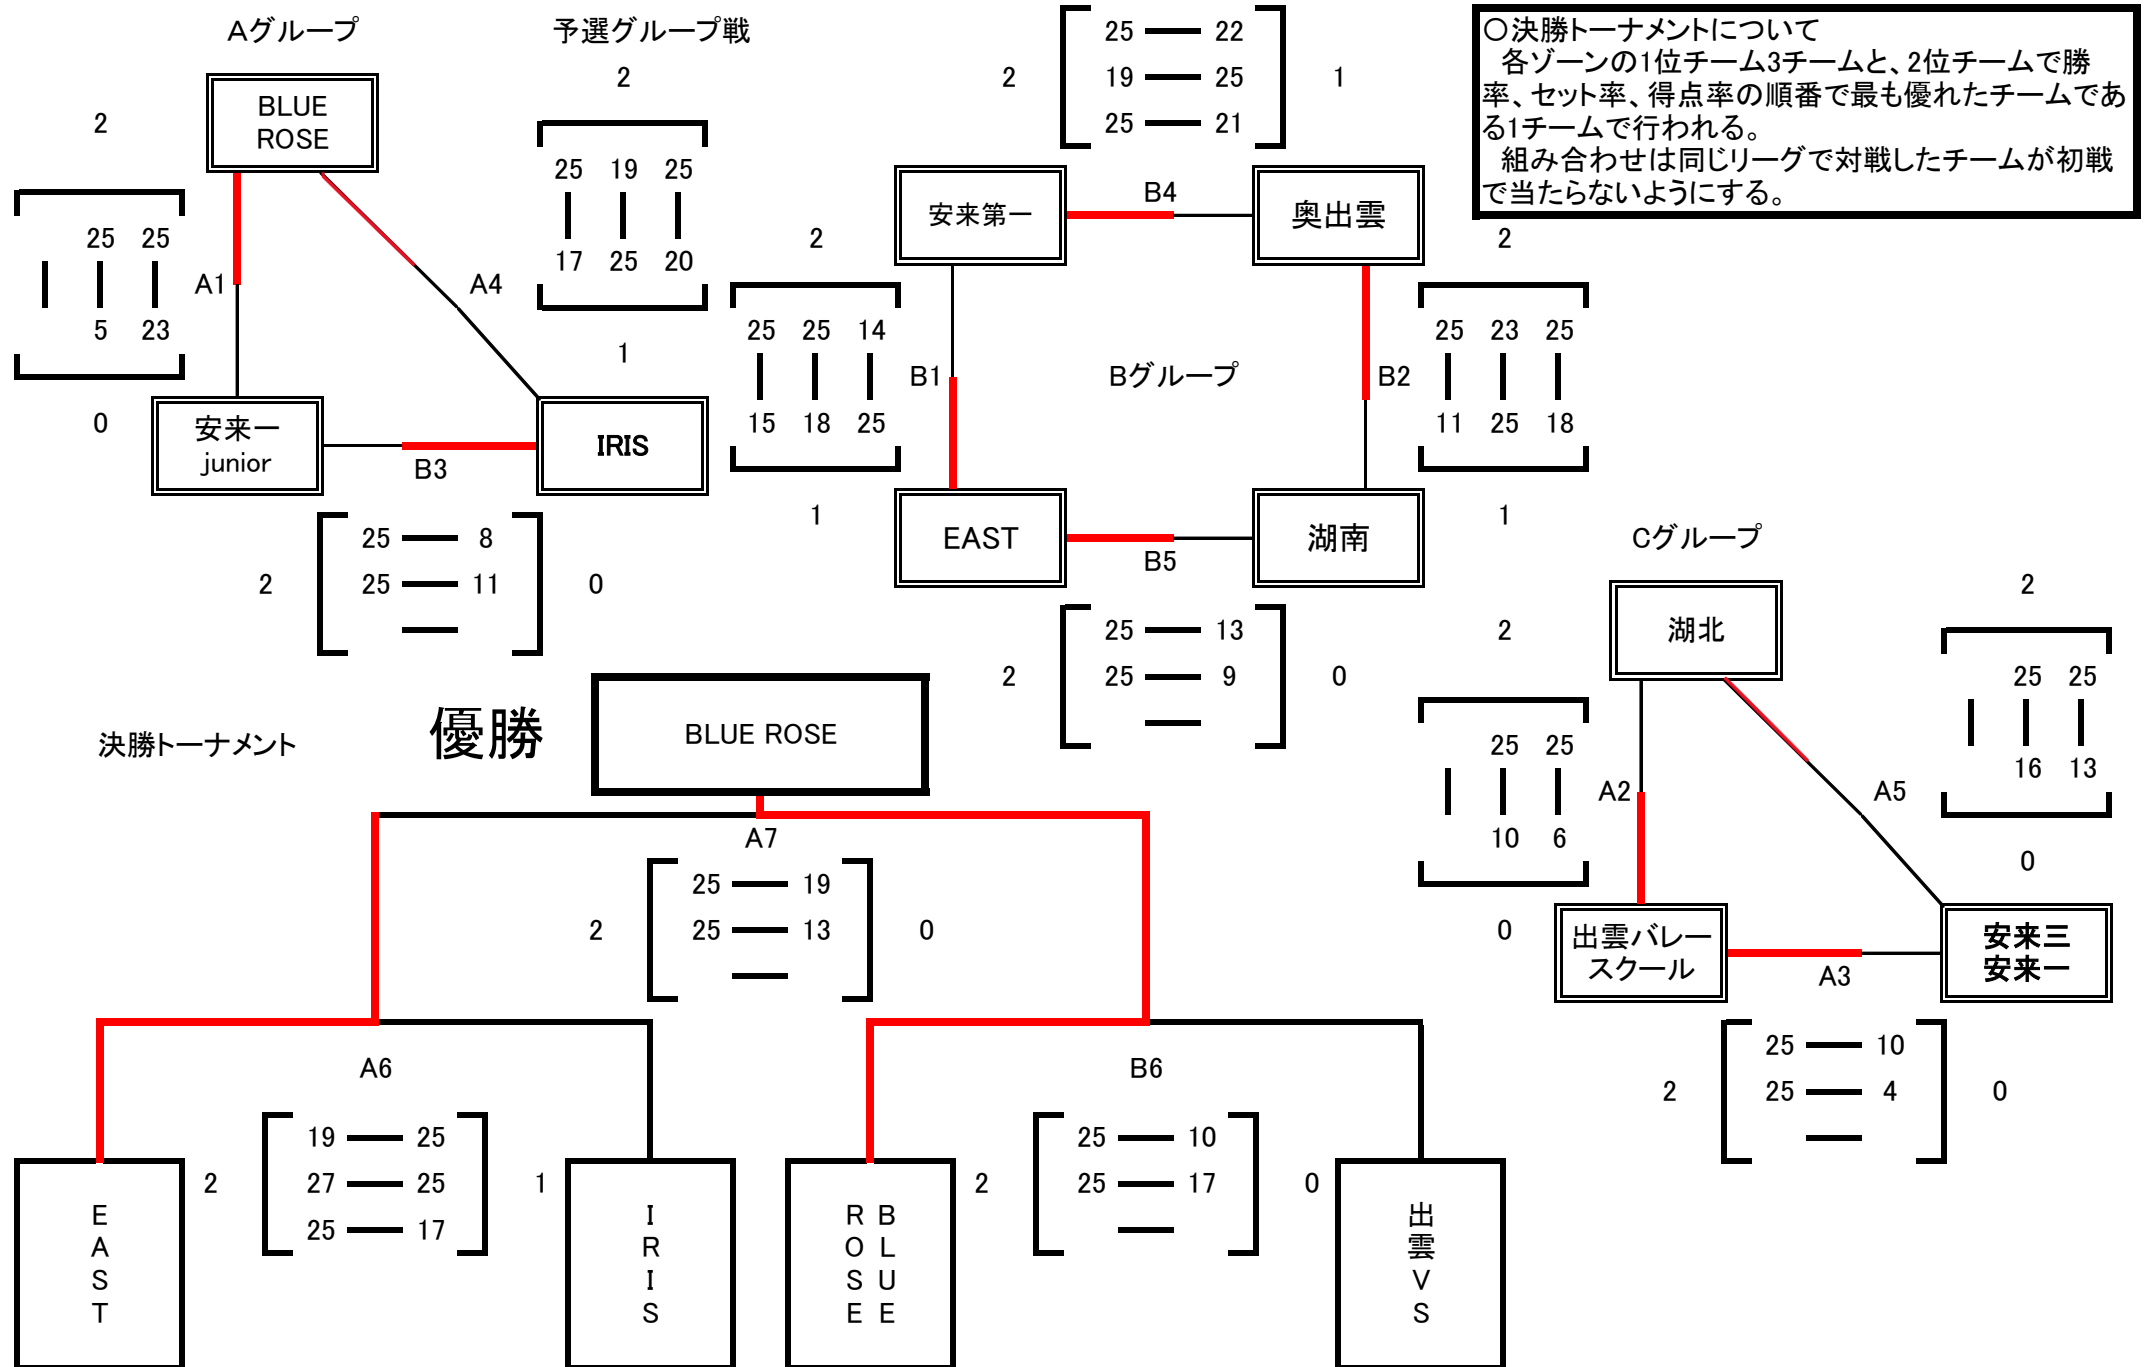 Aグループ
予選グループ戦
2
BLUE
ROSE
2
25 25
5 23
0
A1
A4
25 19 25
17 25 20
1
安来一
junior
B3
IRIS
2
25 8
25 11
0
2
25 22
19 25
25 21
1
安来第一
B4
奥出雲
2
25 25 14
15 18 25
1
B1
Bグループ
B2
2
25 23 25
11 25 18
1
EAST
B5
湖南
2
25 13
25 9
0
〇決勝トーナメントについて
各ゾーンの1位チーム3チームと、2位チームで勝
率、セット率、得点率の順番で最も優れたチームであ
る1チームで行われる。
組み合わせは同じリーグで対戦したチームが初戦
で当たらないようにする。
Cグループ
湖北
2
25 25
10 6
0
A2
A5
2
25 25
16 13
0
出雲バレー
スクール
A3
安来三
安来一
2
25 10
25 4
0
決勝トーナメント
優勝
BLUE ROSE
A7
2
25 19
25 13
0
A6
2
19 25
27 25
25 17
1
B6
2
25 10
25 17
0
EAST
IRIS
BLUE
ROSE
出雲VS